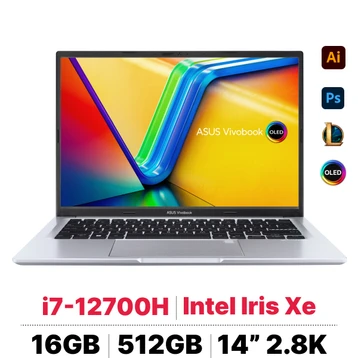 Ai
Ps
ASUS Vivobook
OLED
OLED
ASUS Vivobook
i7-12700H | Intel Iris Xe
16GB | 512GB | 14” 2.8K